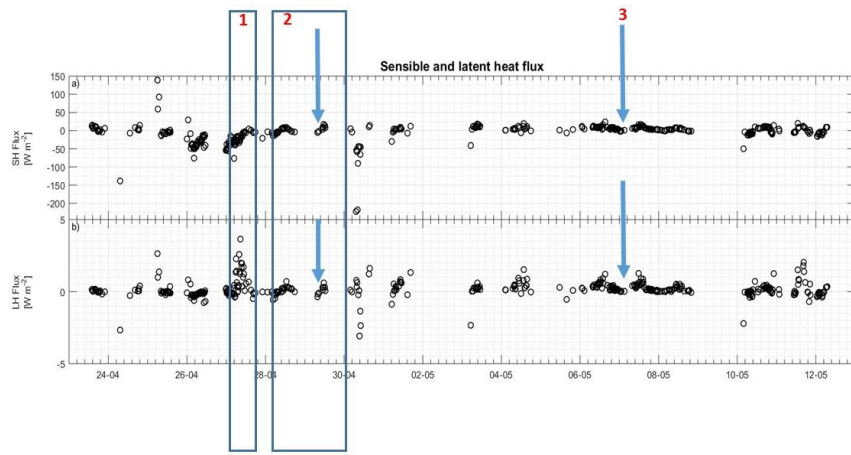 1 2 3
Sensible and latent heat flux
a)
150
100
50
0
-50
-100
-150
-200
SH Flux
[W m-2]
b)
5
0
-5
LH Flux
[W m-2]
24-04 26-04 28-04 30-04 02-05 04-05 06-05 08-05 10-05 12-05